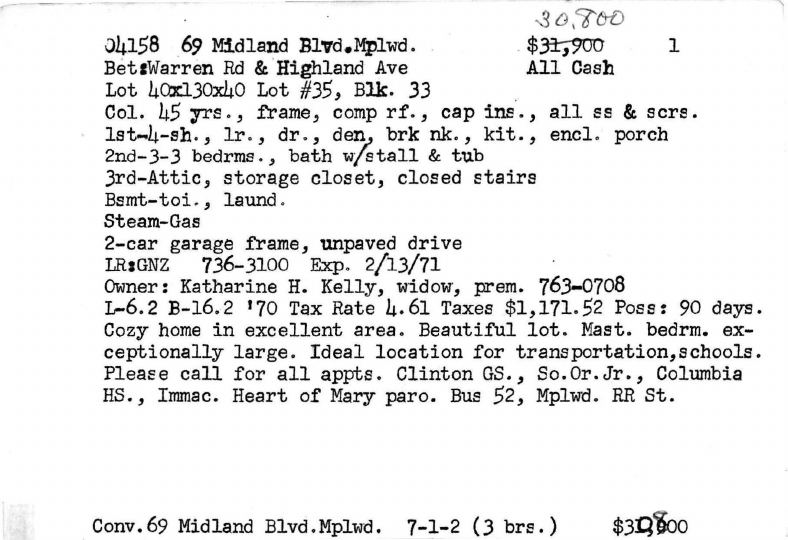 30,800
04158 69 Midland Blvd.Mplwd. $31,900 1
Bet:Warren Rd & Highland Ave All Cash
Lot 40x130x40 Lot #35, Blk. 33
Col. 45 yrs., frame, comp rf., cap ins., all ss & scrs.
1st-4-sh., lr., dr., den, brk nk., kit., encl. porch
2nd-3-3 bedrms., bath w/stall & tub
3rd-Attic, storage closet, closed stairs
Bsmt-toi., laund.
Steam-Gas
2-car garage frame, unpaved drive
LR:GNZ 736-3100 Exp. 2/13/71
Owner: Katharine H. Kelly, widow, prem. 763-0708
L-6.2 B-16.2 '70 Tax Rate 4.61 Taxes $1,171.52 Poss: 90 days.
Cozy home in excellent area. Beautiful lot. Mast. bedrm. ex-
ceptionally large. Ideal location for transportation,schools.
Please call for all appts. Clinton GS., So.Or.Jr., Columbia
HS., Immac. Heart of Mary paro. Bus 52, Mplwd. RR St.
Conv.69 Midland Blvd.Mplwd. 7-1-2 (3 brs.)